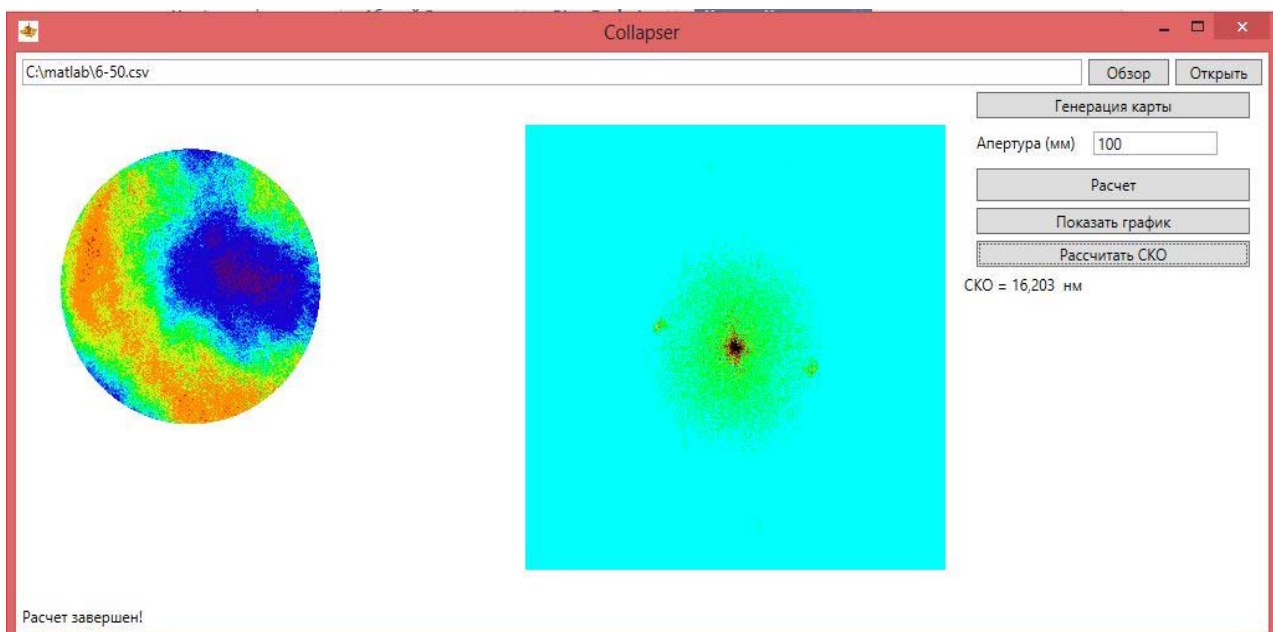 Collapser
C:\matlab\6-50.csv
Обзор
Открыть
Генерация карты
Апертура (мм) 100
Расчет
Показать график
Рассчитать СКО
СКО = 16,203 нм
Расчет завершен!